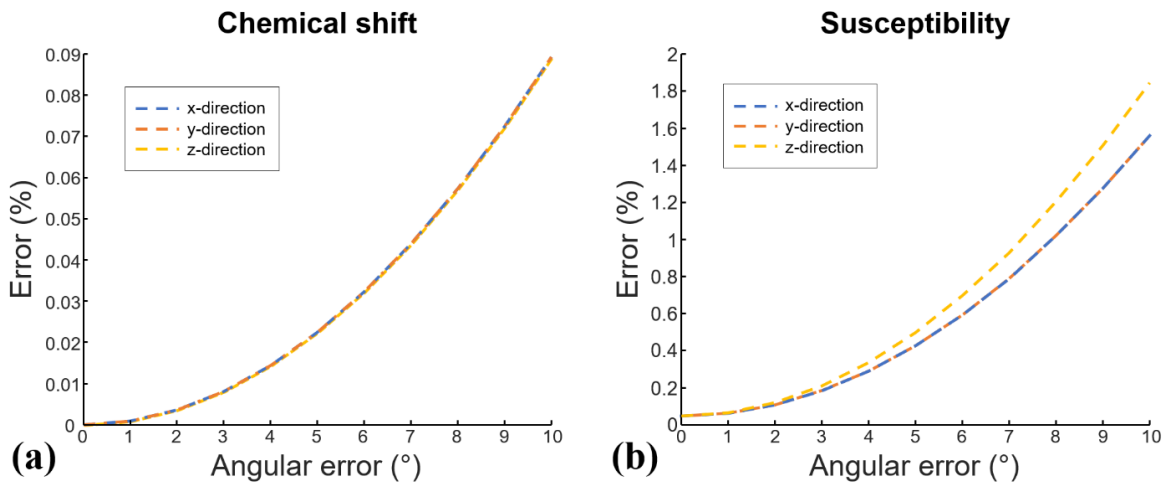 Chemical shift
0.09
0.08
0.07
0.06
0.05
0.04
0.03
0.02
0.01
0
Error (%)
x-direction
y-direction
z-direction
0 1 2 3 4 5 6 7 8 9 10
Angular error (°)
(a)
Susceptibility
2
1.8
1.6
1.4
1.2
1
0.8
0.6
0.4
0.2
0
Error (%)
x-direction
y-direction
z-direction
0 1 2 3 4 5 6 7 8 9 10
Angular error (°)
(b)